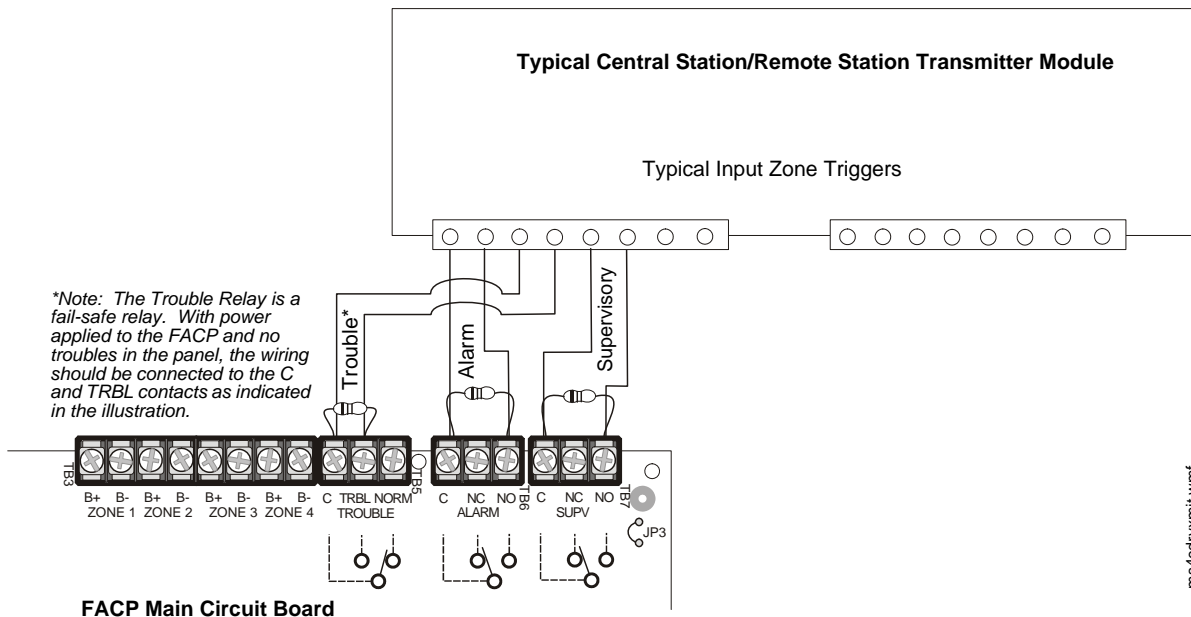 Typical Central Station/Remote Station Transmitter Module
Typical Input Zone Triggers
*Note: The Trouble Relay is a
fail-safe relay. With power
applied to the FACP and no
troubles in the panel, the wiring
should be connected to the C
and TRBL contacts as indicated
in the illustration.
Trouble*
Alarm
Supervisory
TB3
TB5
TB6
TB7
B+ B- B+ B- B+ B- B+ B- C TRBL NORM C NC NO C NC NO
ZONE 1 ZONE 2 ZONE 3 ZONE 4 TROUBLE ALARM SUPV
JP3
FACP Main Circuit Board